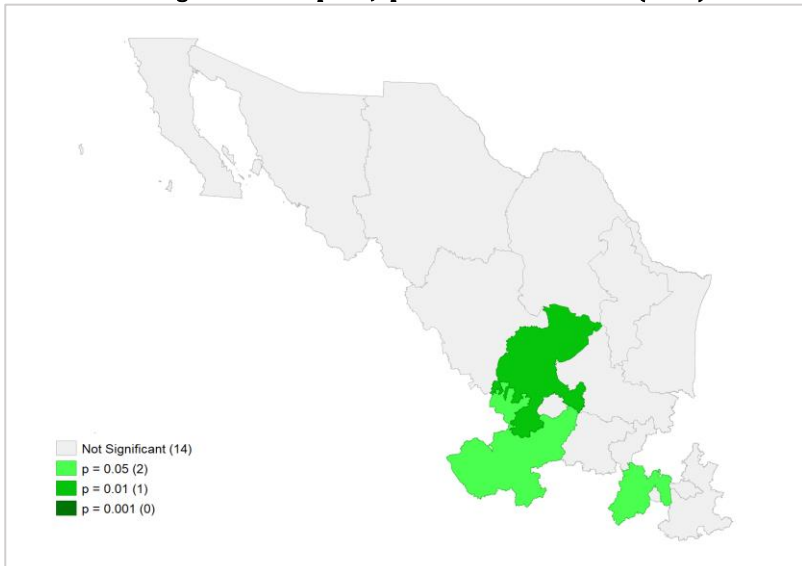 Not Significant (14)
p = 0.05 (2)
p = 0.01 (1)
p = 0.001 (0)